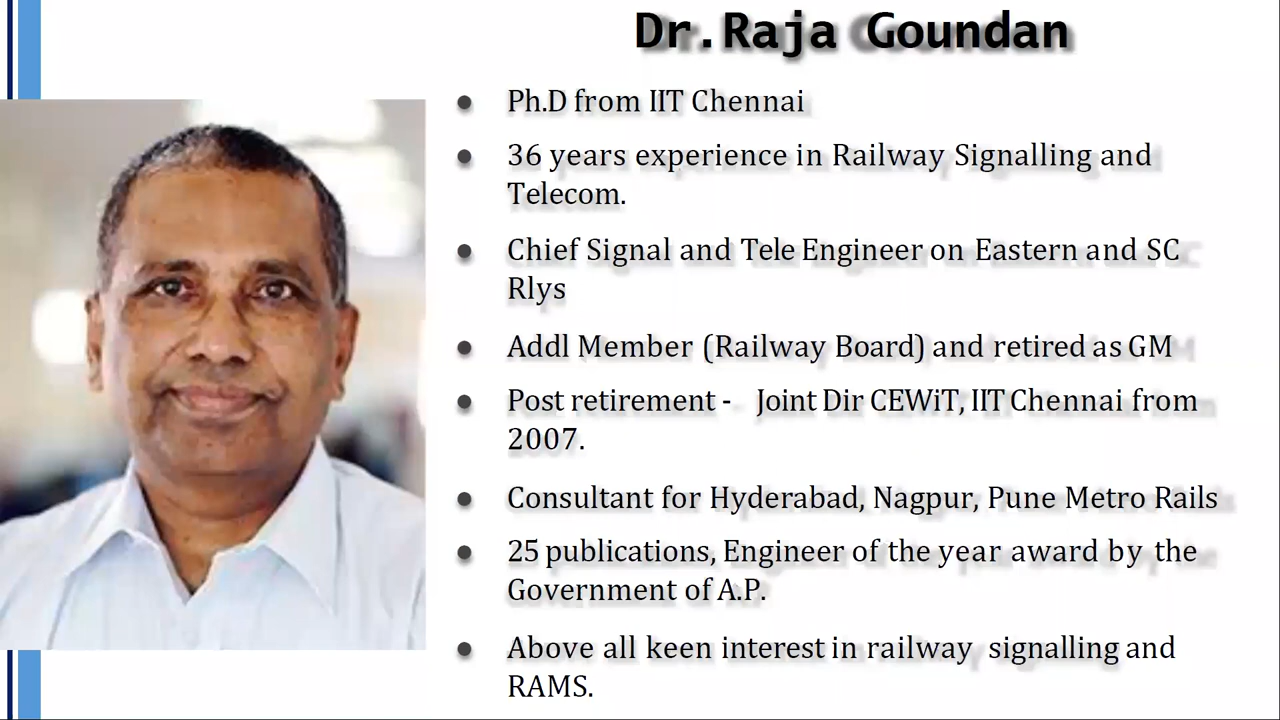 Dr.Raja Goundan
● Ph.D from IIT Chennai
● 36 years experience in Railway Signalling and
Telecom.
● Chief Signal and Tele Engineer on Eastern and SC
Rlys
● Addl Member (Railway Board) and retired as GM
● Post retirement - Joint Dir CEWiT, IIT Chennai from
2007.
● Consultant for Hyderabad, Nagpur, Pune Metro Rails
● 25 publications, Engineer of the year award by the
Government of A.P.
● Above all keen interest in railway signalling and
RAMS.